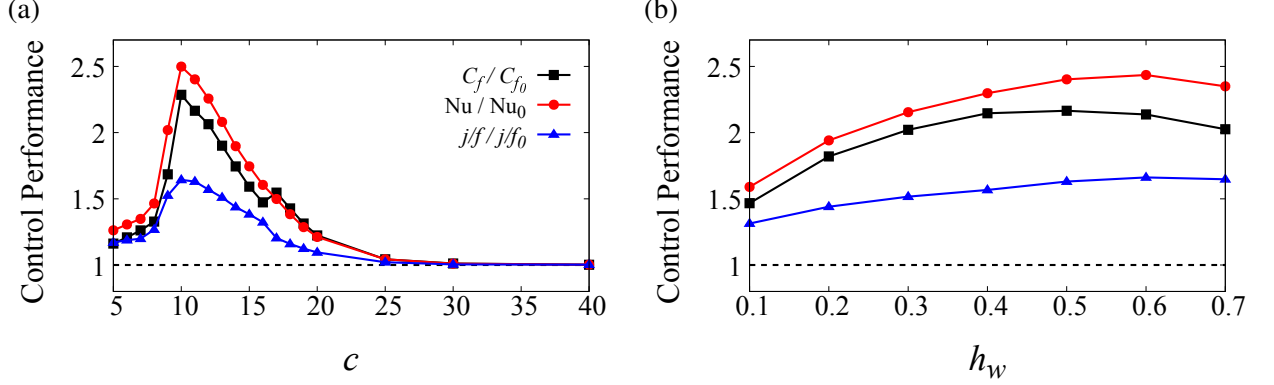 (a)
Control Performance
2.5
2
1.5
1
5 10 15 20 25 30 35 40
c
C_f / C_{f_0}
Nu / Nu_0
j/f / j/f_0
(b)
Control Performance
2.5
2
1.5
1
0.1 0.2 0.3 0.4 0.5 0.6 0.7
h_w